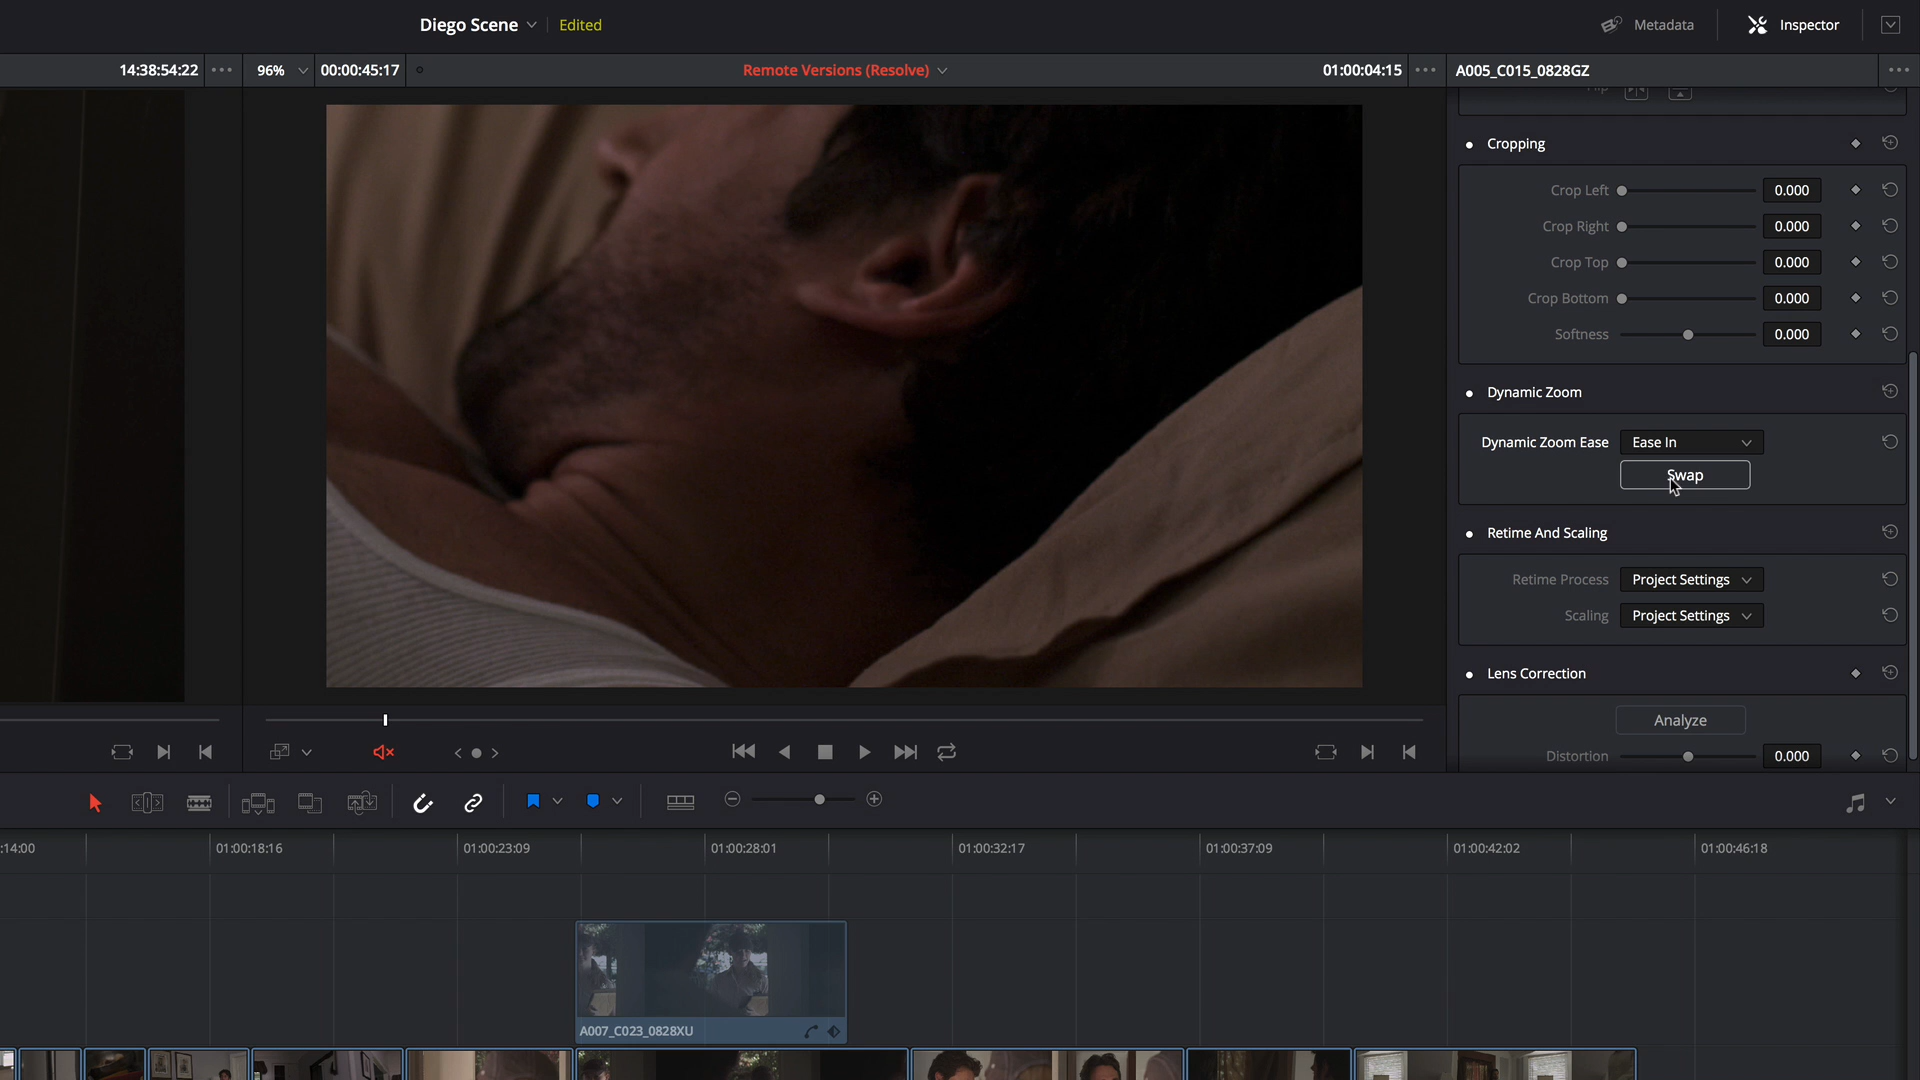 Diego Scene
Edited
Metadata
Inspector
14:38:54:22
96%
00:00:45:17
Remote Versions (Resolve)
01:00:04:15
A005_C015_0828GZ
Cropping
Crop Left 0.000
Crop Right 0.000
Crop Top 0.000
Crop Bottom 0.000
Softness 0.000
Dynamic Zoom
Dynamic Zoom Ease Ease In
Swap
Retime And Scaling
Retime Process Project Settings
Scaling Project Settings
Lens Correction
Analyze
Distortion 0.000
:14:00
01:00:18:16
01:00:23:09
01:00:28:01
01:00:32:17
01:00:37:09
01:00:42:02
01:00:46:18
A007_C023_0828XU